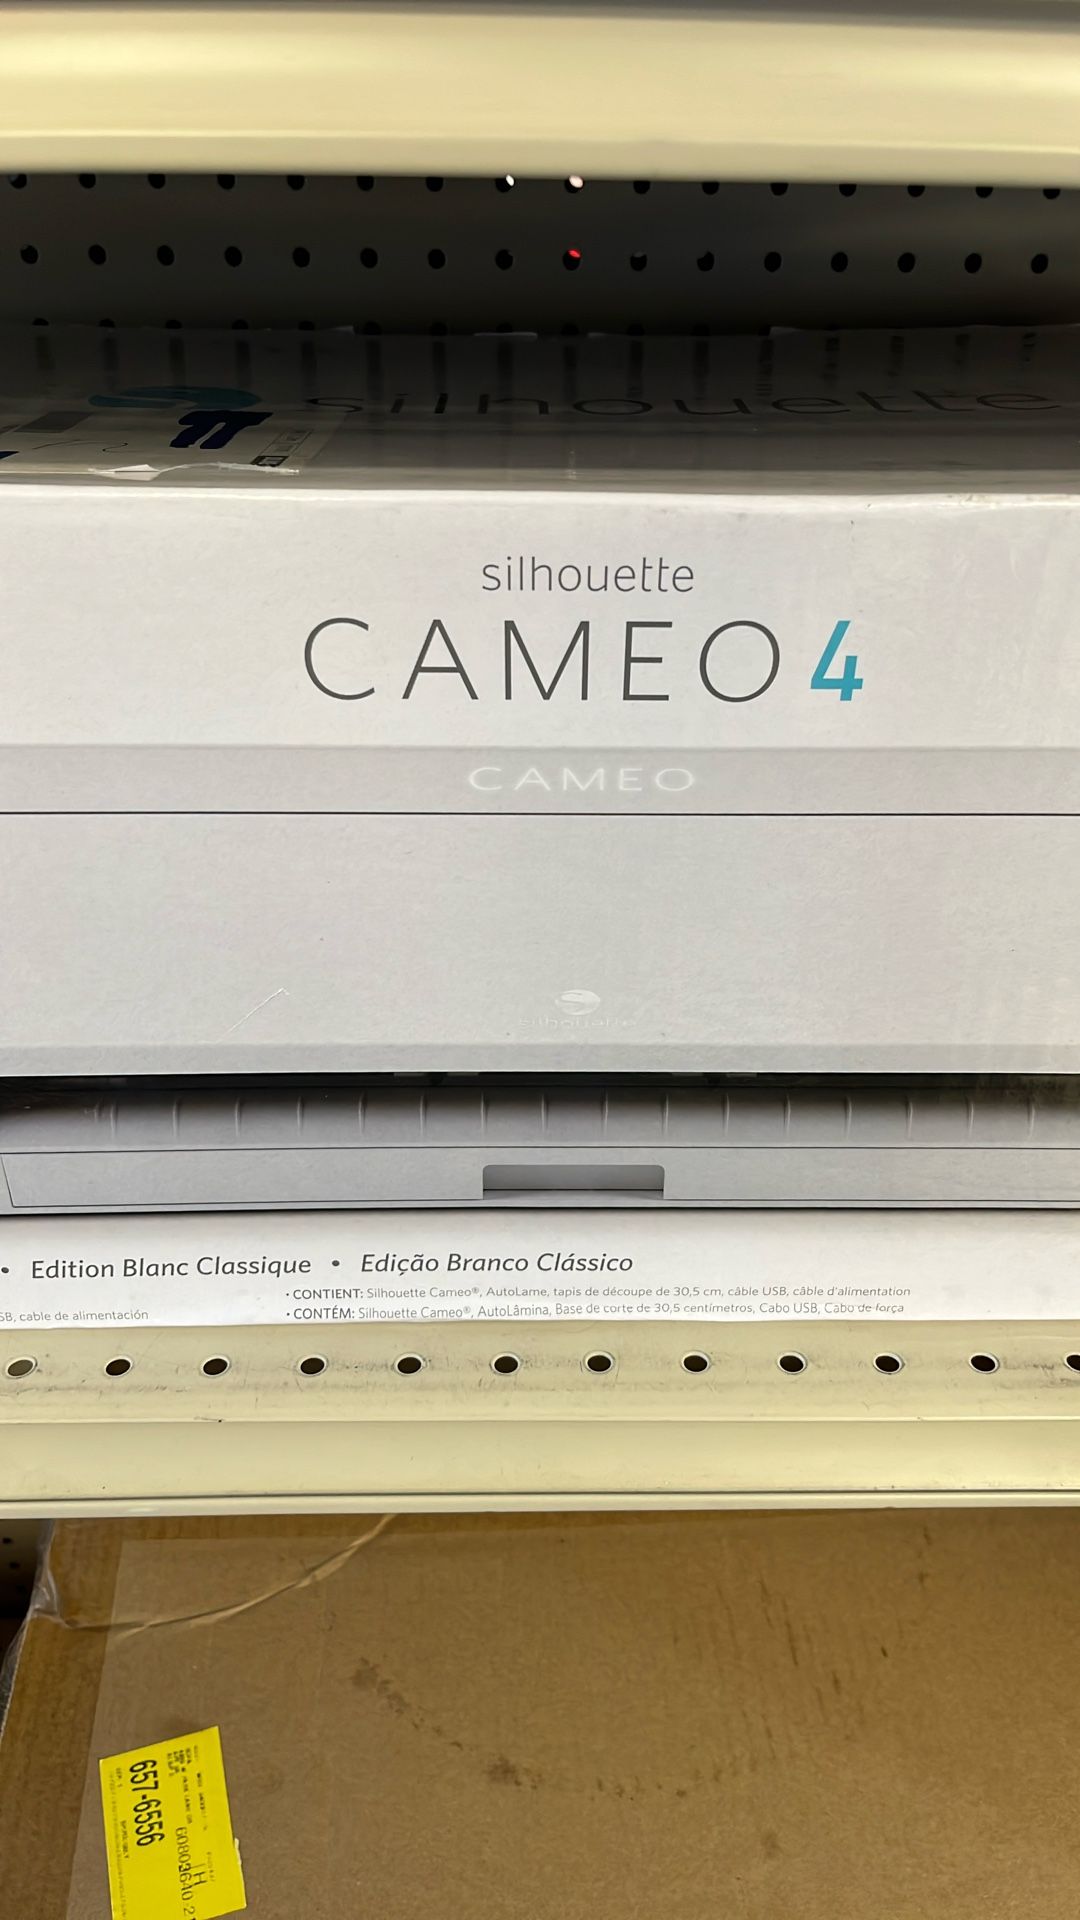 silhouette
silhouette
CAMEO 4
CAMEO
silhouette
• Edition Blanc Classique • Edição Branco Clássico
• CONTIENT: Silhouette Cameo®, AutoLame, tapis de découpe de 30,5 cm, câble USB, câble d'alimentation
SB, cable de alimentación
• CONTÉM: Silhouette Cameo®, AutoLâmina, Base de corte de 30,5 centímetros, Cabo USB, Cabo de força
657-6556